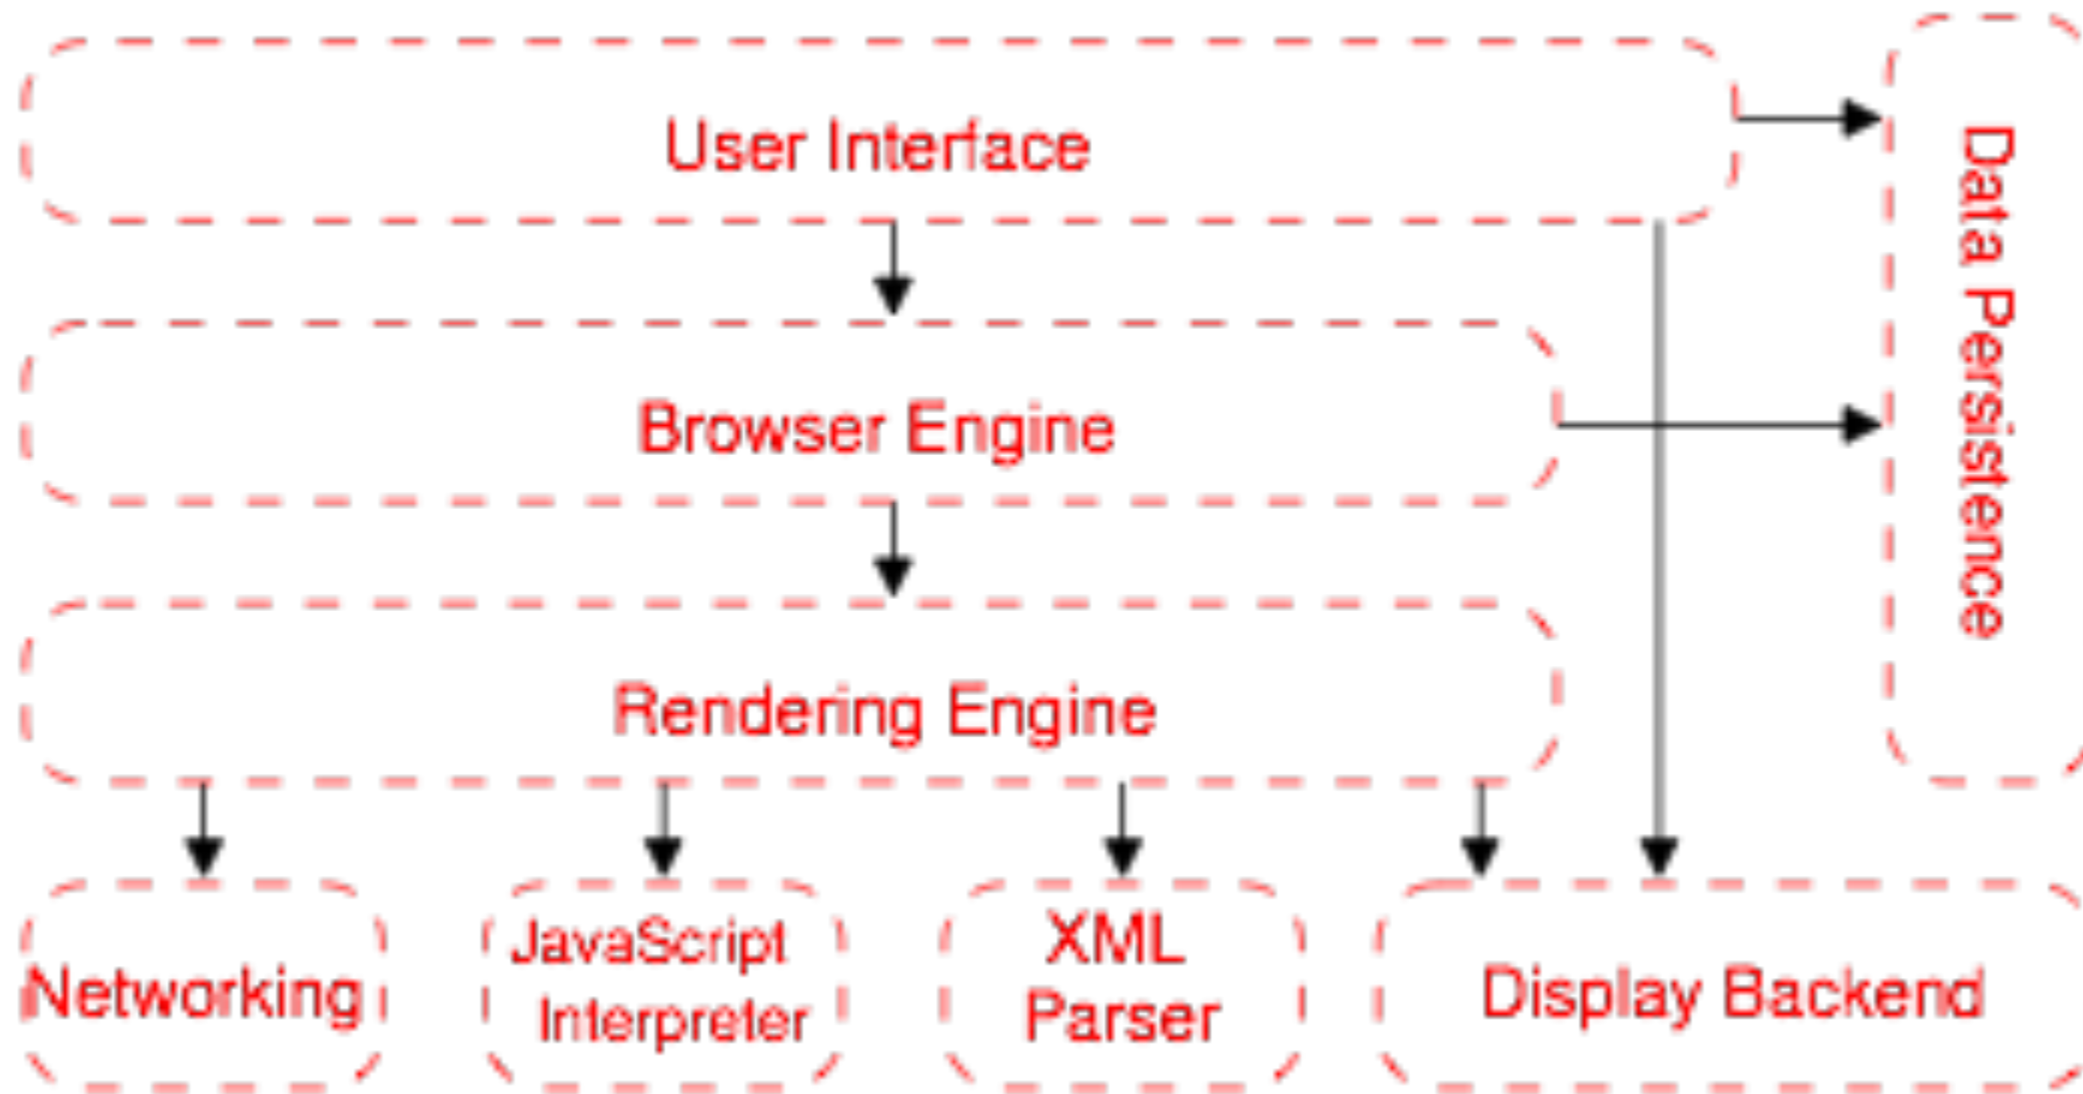 User Interface
Data Persistence
Browser Engine
Rendering Engine
Networking
JavaScript
Interpreter
XML
Parser
Display Backend